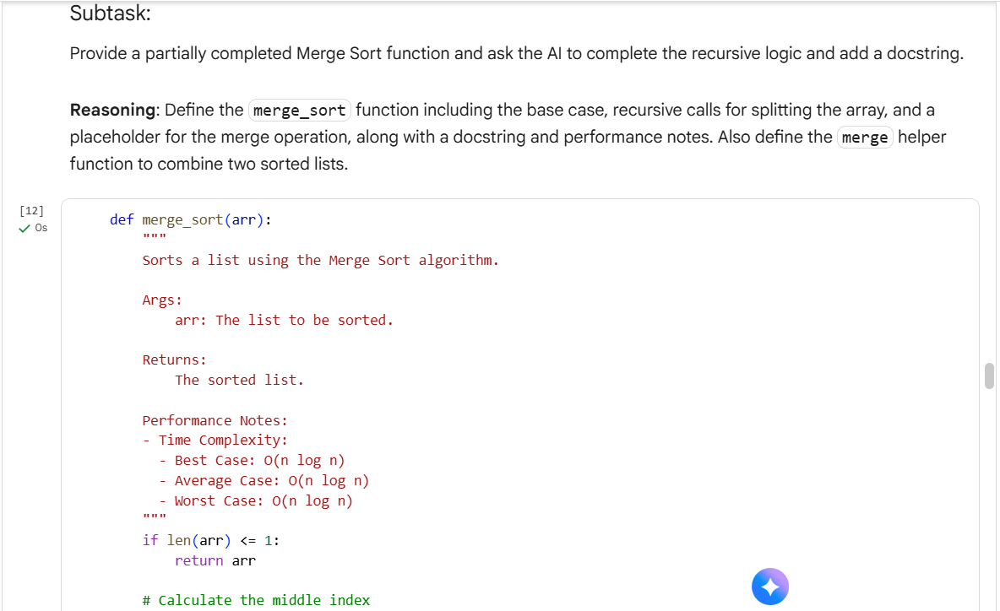 Subtask:
Provide a partially completed Merge Sort function and ask the AI to complete the recursive logic and add a docstring.
Reasoning: Define the merge_sort function including the base case, recursive calls for splitting the array, and a
placeholder for the merge operation, along with a docstring and performance notes. Also define the merge helper
function to combine two sorted lists.
[12]
0s
def merge_sort(arr):
    """
    Sorts a list using the Merge Sort algorithm.

    Args:
        arr: The list to be sorted.

    Returns:
        The sorted list.

    Performance Notes:
    - Time Complexity:
      - Best Case: O(n log n)
      - Average Case: O(n log n)
      - Worst Case: O(n log n)
    """
    if len(arr) <= 1:
        return arr

    # Calculate the middle index